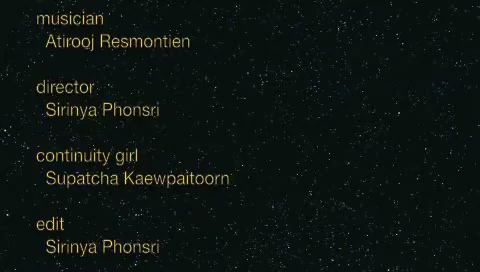 musician
Atirooj Resmontien
director
Sirinya Phonsri
continuity girl
Supatcha Kaewpaitoorn
edit
Sirinya Phonsri